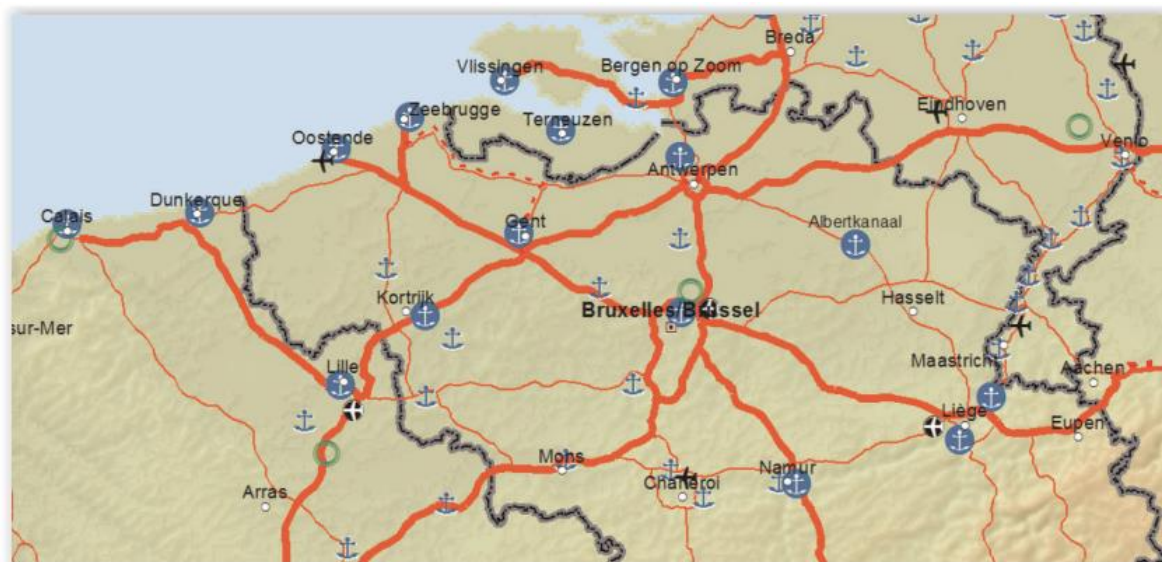 Breda
Vlissingen
Bergen op Zoom
Zeebrugge
Terneuzen
Eindhoven
Oostende
Venlo
Antwerpen
Dunkerque
Calais
Gent
Albertkanaal
Kortrijk
Hasselt
Bruxelles/Brussel
sur-Mer
Maastricht
Lille
Aachen
Liège
Eupen
Mons
Namur
Charleroi
Arras